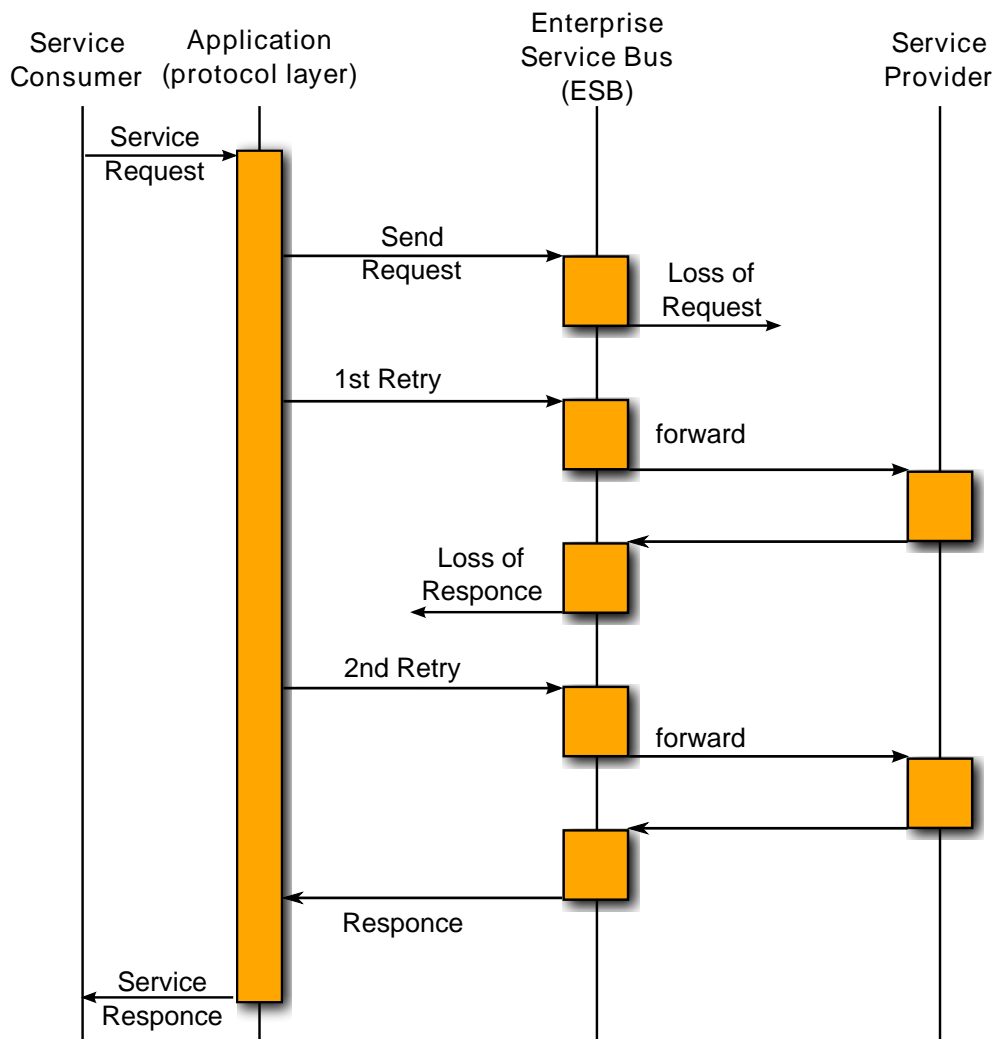 Service
Consumer
Application
(protocol layer)
Enterprise
Service Bus
(ESB)
Service
Provider
Service
Request
Send
Request
Loss of
Request
1st Retry
forward
Loss of
Responce
2nd Retry
forward
Responce
Service
Responce